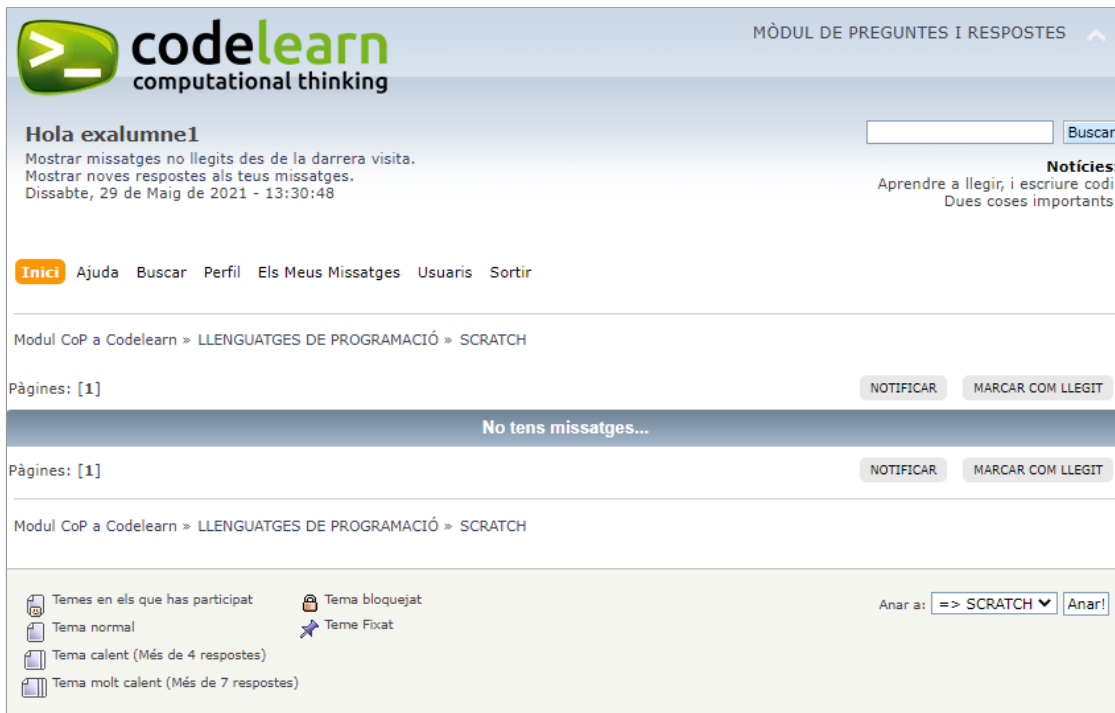 codelearn
computational thinking
MÒDUL DE PREGUNTES I RESPOSTES
Hola exalumne1
Mostrar missatges no llegits des de la darrera visita.
Mostrar noves respostes als teus missatges.
Dissabte, 29 de Maig de 2021 - 13:30:48
Buscar
Notícies:
Aprendre a llegir, i escriure codi
Dues coses importants
Inici Ajuda Buscar Perfil Els Meus Missatges Usuaris Sortir
Modul CoP a Codelearn » LLENGUATGES DE PROGRAMACIÓ » SCRATCH
Pàgines: [1] NOTIFICAR MARCAR COM LLEGIT
No tens missatges...
Pàgines: [1] NOTIFICAR MARCAR COM LLEGIT
Modul CoP a Codelearn » LLENGUATGES DE PROGRAMACIÓ » SCRATCH
Temes en els que has participat
Tema normal
Tema calent (Més de 4 respostes)
Tema molt calent (Més de 7 respostes)
Tema bloquejat
Teme Fixat
Anar a: => SCRATCH Anar!